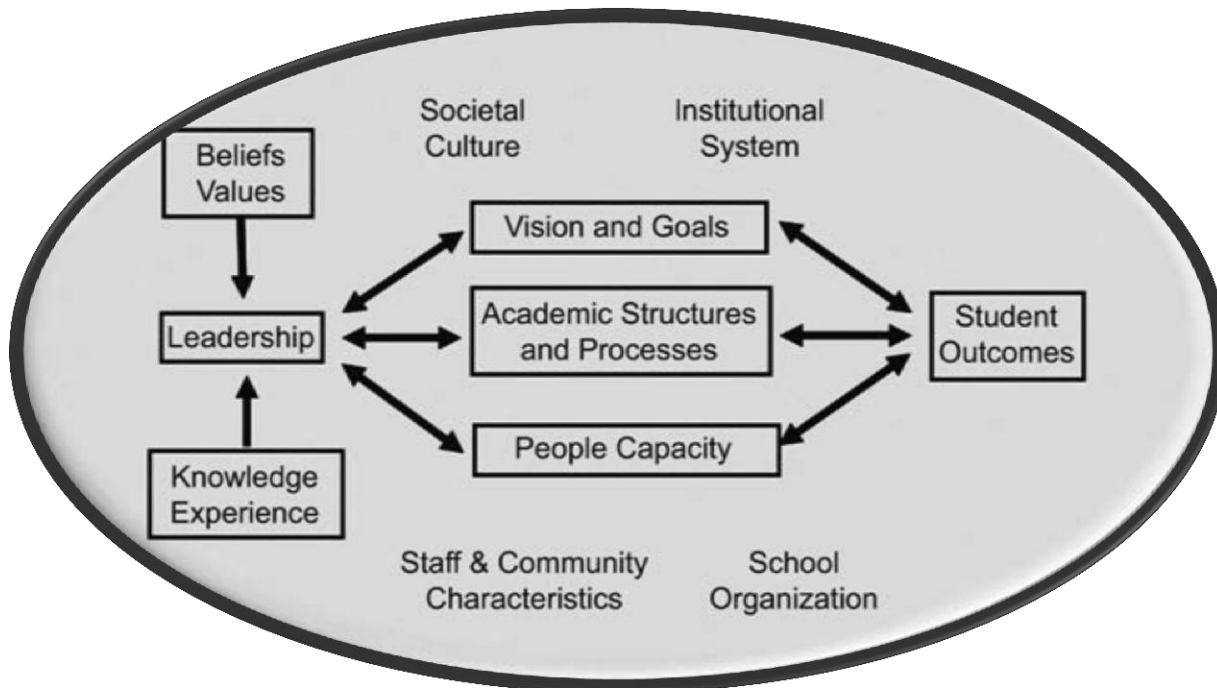 Societal
Culture
Institutional
System
Beliefs
Values
Vision and Goals
Leadership
Academic Structures
and Processes
Student
Outcomes
People Capacity
Knowledge
Experience
Staff & Community
Characteristics
School
Organization